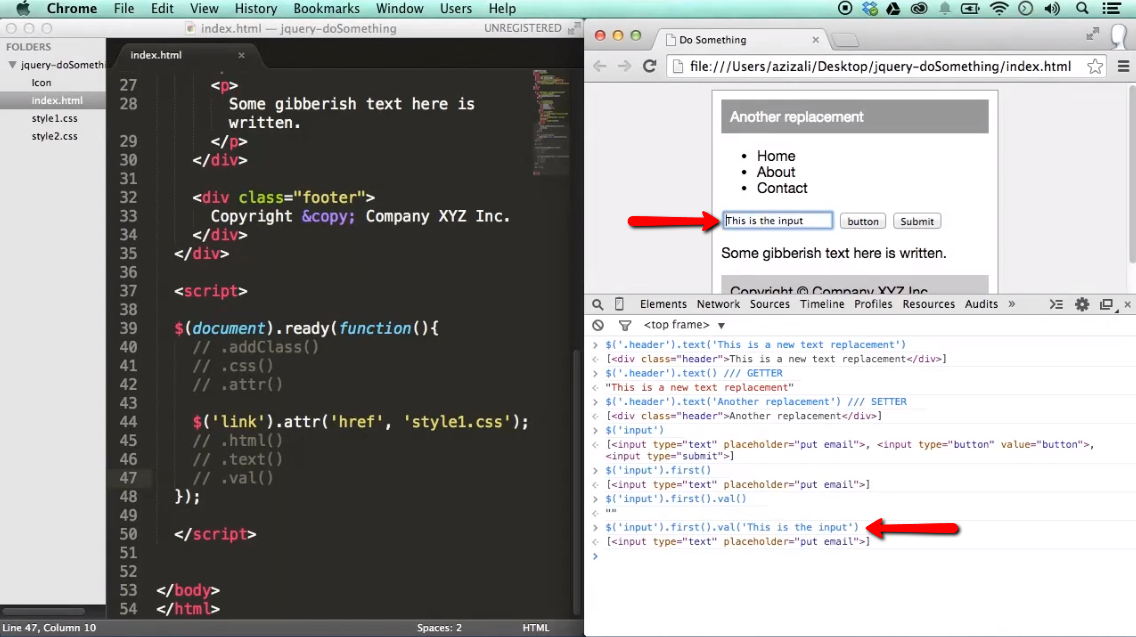 Chrome File Edit View History Bookmarks Window Users Help
index.html — jquery-doSomething UNREGISTERED
FOLDERS
jquery-doSometh
Icon
index.html
style1.css
style2.css
index.html ×
27 <p>
28 Some gibberish text here is
written.
29 </p>
30 </div>
31
32 <div class="footer">
33 Copyright &copy; Company XYZ Inc.
34 </div>
35 </div>
36
37 <script>
38
39 $(document).ready(function(){
40 // .addClass()
41 // .css()
42 // .attr()
43
44 $('link').attr('href', 'style1.css');
45 // .html()
46 // .text()
47 // .val()
48 });
49
50 </script>
51
52
53 </body>
54 </html>
Line 47, Column 10 Spaces: 2 HTML
Do Something ×
file:///Users/azizali/Desktop/jquery-doSomething/index.html
Another replacement
• Home
• About
• Contact
This is the input button Submit
Some gibberish text here is written.
Copyright © Company XYZ Inc.
Elements Network Sources Timeline Profiles Resources Audits » ×
<top frame> ▼
> $('.header').text('This is a new text replacement')
[<div class="header">This is a new text replacement</div>]
> $('.header').text() /// GETTER
"This is a new text replacement"
> $('.header').text('Another replacement') /// SETTER
[<div class="header">Another replacement</div>]
> $('input')
[<input type="text" placeholder="put email">, <input type="button" value="button">,
<input type="submit">]
> $('input').first()
[<input type="text" placeholder="put email">]
> $('input').first().val()
""
> $('input').first().val('This is the input')
[<input type="text" placeholder="put email">]
>